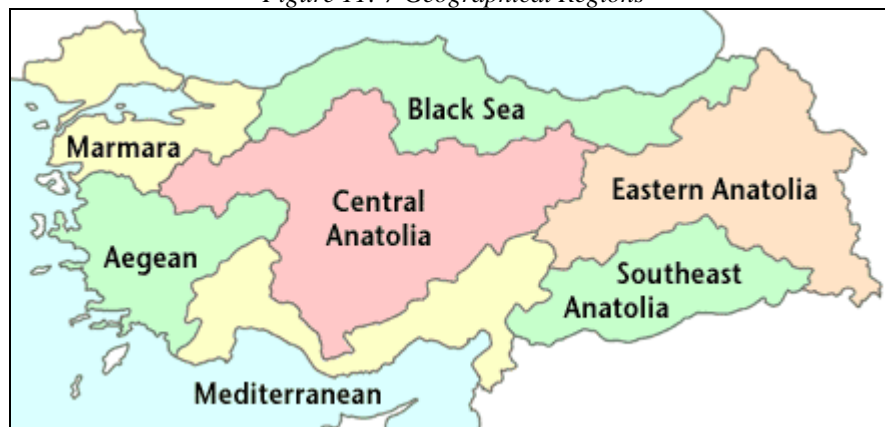 Figure 11: 7 Geographical Regions
Black Sea
Marmara
Eastern Anatolia
Central
Anatolia
Aegean
Southeast
Anatolia
Mediterranean